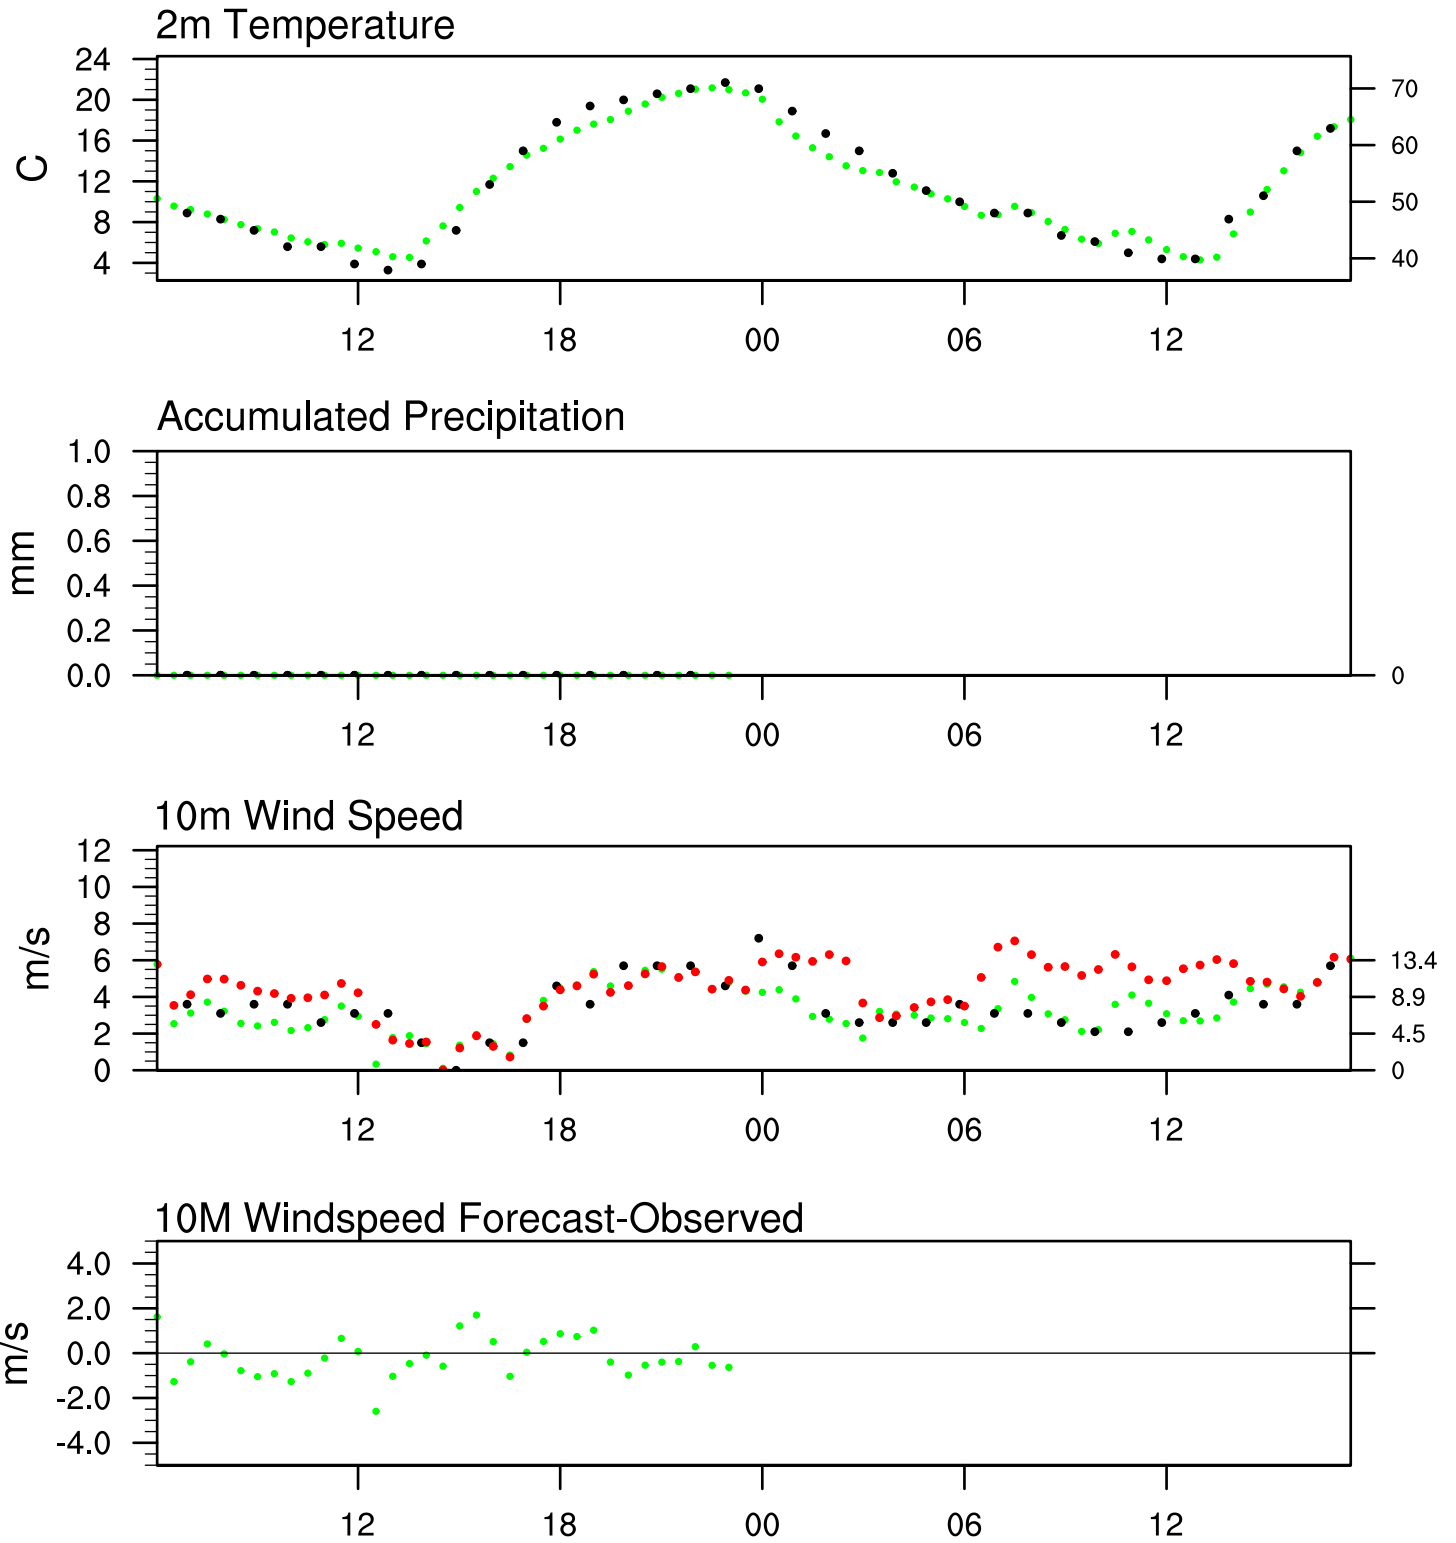 2m Temperature
24
20
16
12
8
4
C
70
60
50
40
12 18 00 06 12
Accumulated Precipitation
1.0
0.8
0.6
0.4
0.2
0.0
mm
0
12 18 00 06 12
10m Wind Speed
12
10
8
6
4
2
0
m/s
13.4
8.9
4.5
0
12 18 00 06 12
10M Windspeed Forecast-Observed
4.0
2.0
0.0
-2.0
-4.0
m/s
12 18 00 06 12